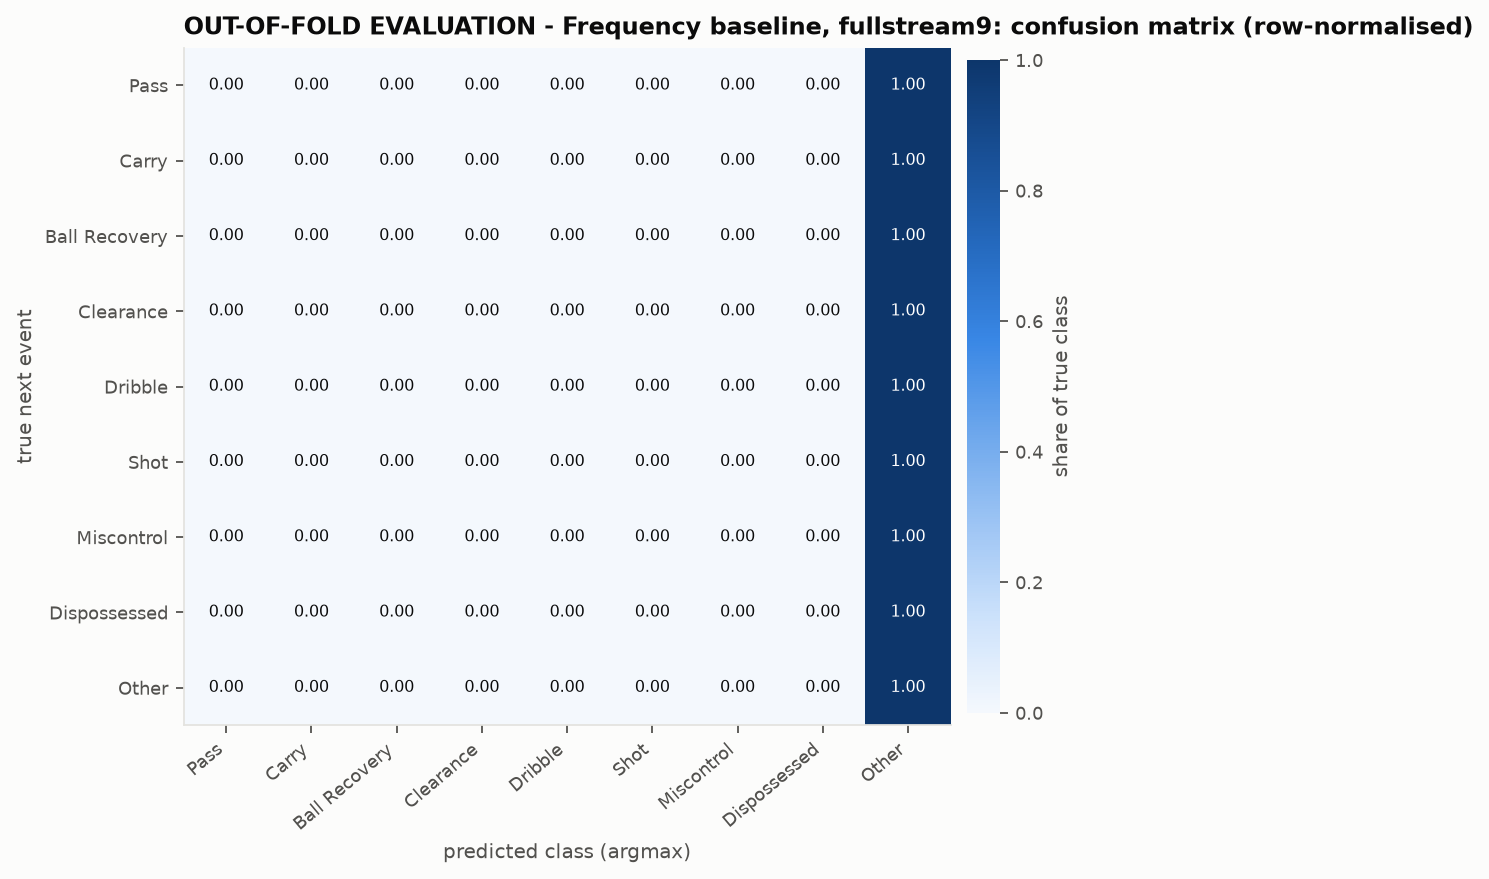 OUT-OF-FOLD EVALUATION - Frequency baseline, fullstream9: confusion matrix (row-normalised)
true next event
Pass 0.00 0.00 0.00 0.00 0.00 0.00 0.00 0.00 1.00
Carry 0.00 0.00 0.00 0.00 0.00 0.00 0.00 0.00 1.00
Ball Recovery 0.00 0.00 0.00 0.00 0.00 0.00 0.00 0.00 1.00
Clearance 0.00 0.00 0.00 0.00 0.00 0.00 0.00 0.00 1.00
Dribble 0.00 0.00 0.00 0.00 0.00 0.00 0.00 0.00 1.00
Shot 0.00 0.00 0.00 0.00 0.00 0.00 0.00 0.00 1.00
Miscontrol 0.00 0.00 0.00 0.00 0.00 0.00 0.00 0.00 1.00
Dispossessed 0.00 0.00 0.00 0.00 0.00 0.00 0.00 0.00 1.00
Other 0.00 0.00 0.00 0.00 0.00 0.00 0.00 0.00 1.00
Pass Carry Ball Recovery Clearance Dribble Shot Miscontrol Dispossessed Other
predicted class (argmax)
1.0
0.8
0.6
0.4
0.2
0.0
share of true class